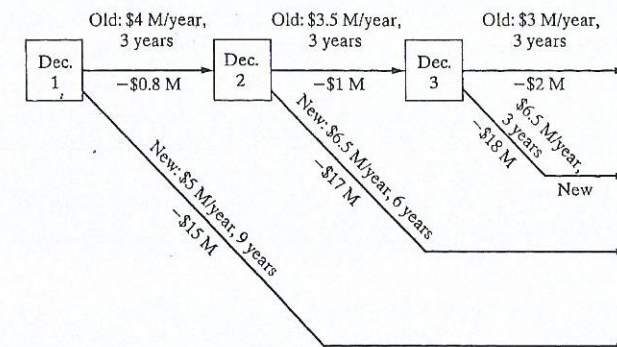 Old: $4 M/year,
3 years
Old: $3.5 M/year,
3 years
Old: $3 M/year,
3 years
Dec.
1
–$0.8 M
Dec.
2
–$1 M
Dec.
3
–$2 M
$6.5 M/year,
3 years
–$18 M
New
New: $6.5 M/year, 6 years
–$17 M
New: $5 M/year, 9 years
–$15 M